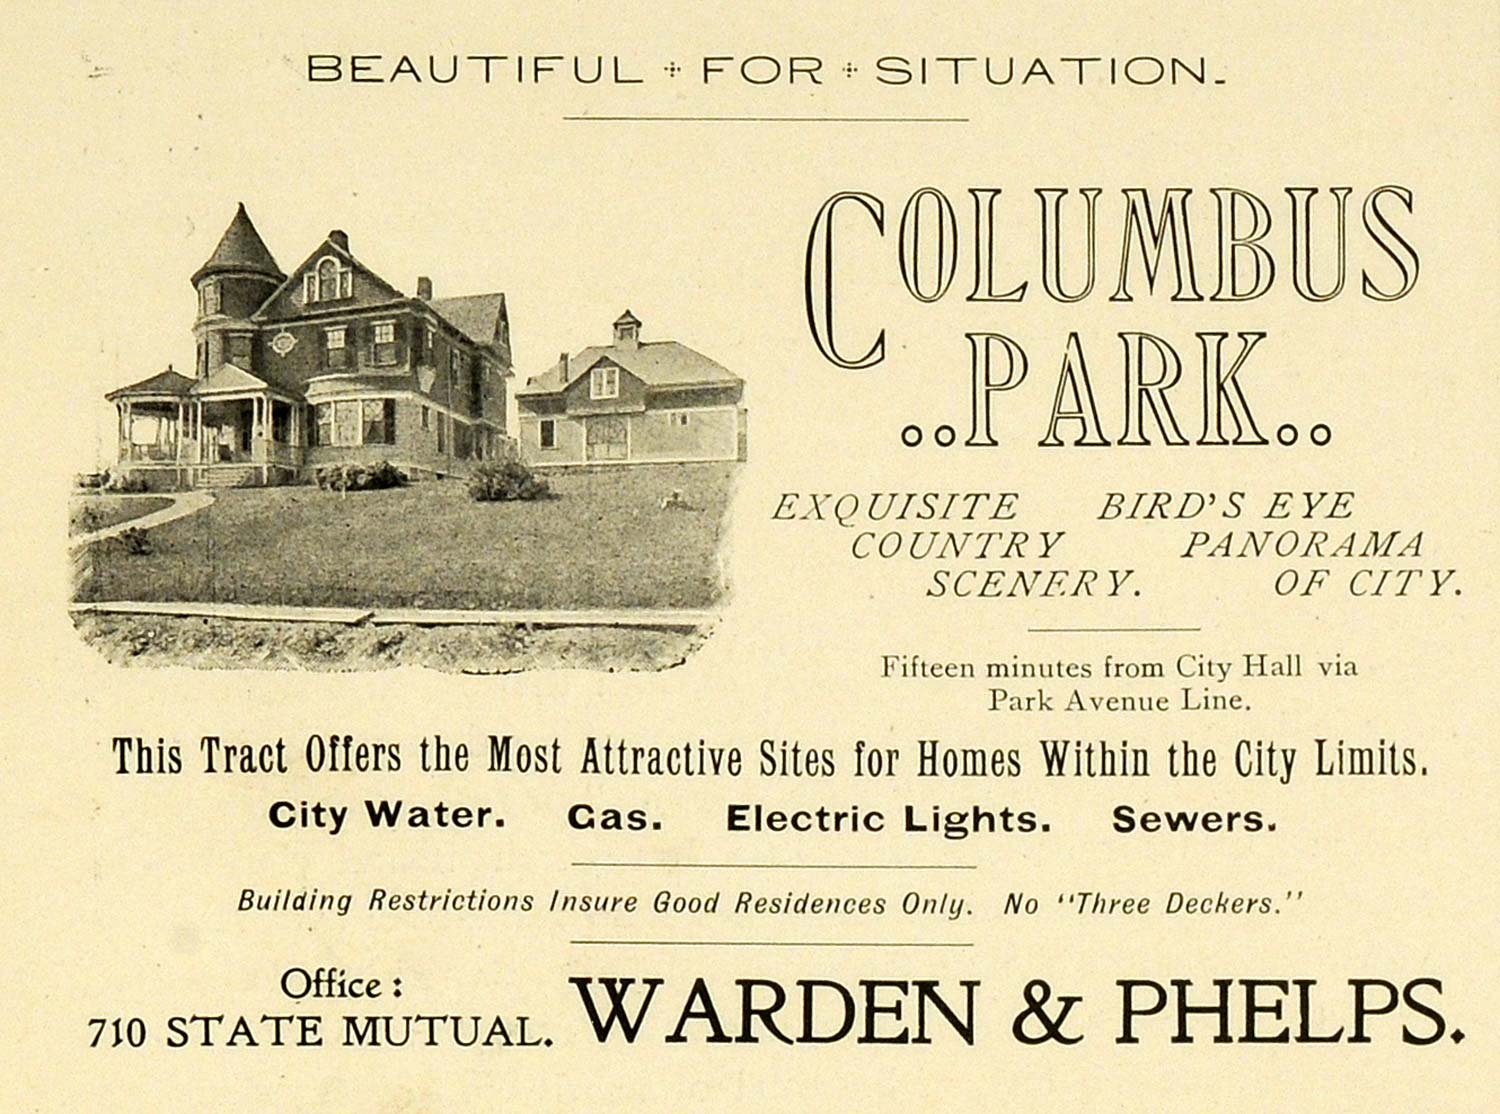 BEAUTIFUL FOR SITUATION.
COLUMBUS
..PARK..
EXQUISITE COUNTRY SCENERY.
BIRD'S EYE PANORAMA OF CITY.
Fifteen minutes from City Hall via
Park Avenue Line.
This Tract Offers the Most Attractive Sites for Homes Within the City Limits.
City Water. Gas. Electric Lights. Sewers.
Building Restrictions Insure Good Residences Only. No "Three Deckers."
Office:
710 STATE MUTUAL.
WARDEN & PHELPS.